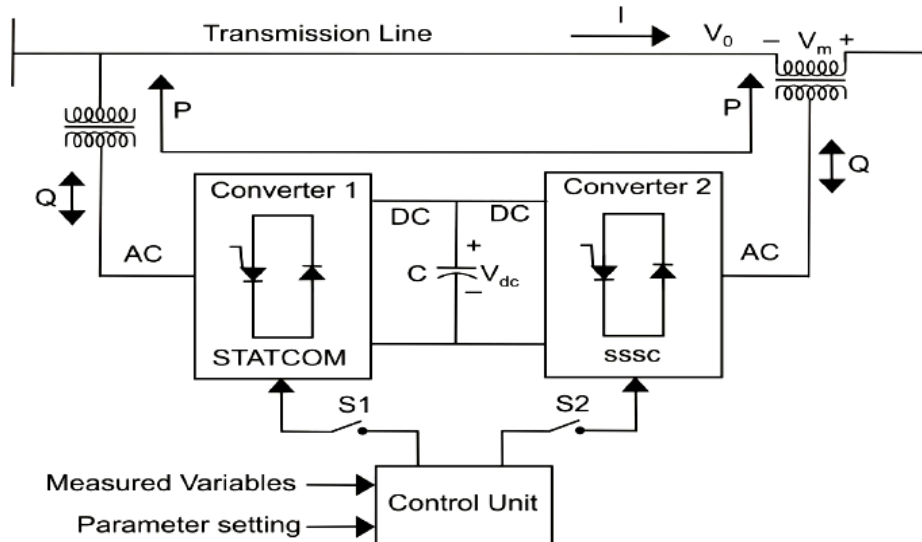 I
Transmission Line
V0
− Vm +
P
P
Q
Q
Converter 1
Converter 2
DC
DC
AC
AC
+
C
Vdc
−
STATCOM
sssc
S1
S2
Measured Variables
Control Unit
Parameter setting